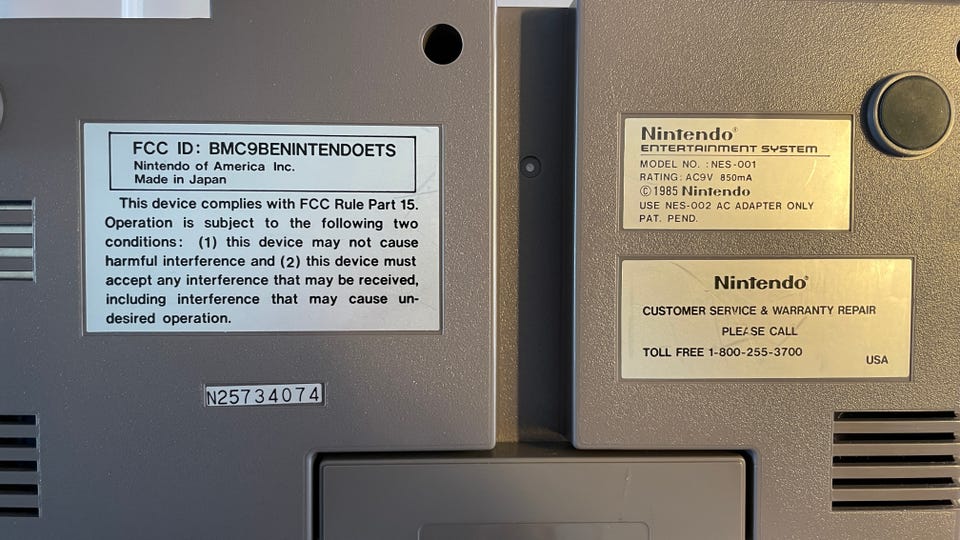 FCC ID: BMC9BENINTENDOETS
Nintendo of America Inc.
Made in Japan
This device complies with FCC Rule Part 15.
Operation is subject to the following two
conditions: (1) this device may not cause
harmful interference and (2) this device must
accept any interference that may be received,
including interference that may cause un-
desired operation.
N25734074
Nintendo®
ENTERTAINMENT SYSTEM
MODEL NO. : NES-001
RATING: AC9V 850mA
©1985 Nintendo
USE NES-002 AC ADAPTER ONLY
PAT. PEND.
Nintendo®
CUSTOMER SERVICE & WARRANTY REPAIR
PLEASE CALL
TOLL FREE 1-800-255-3700
USA